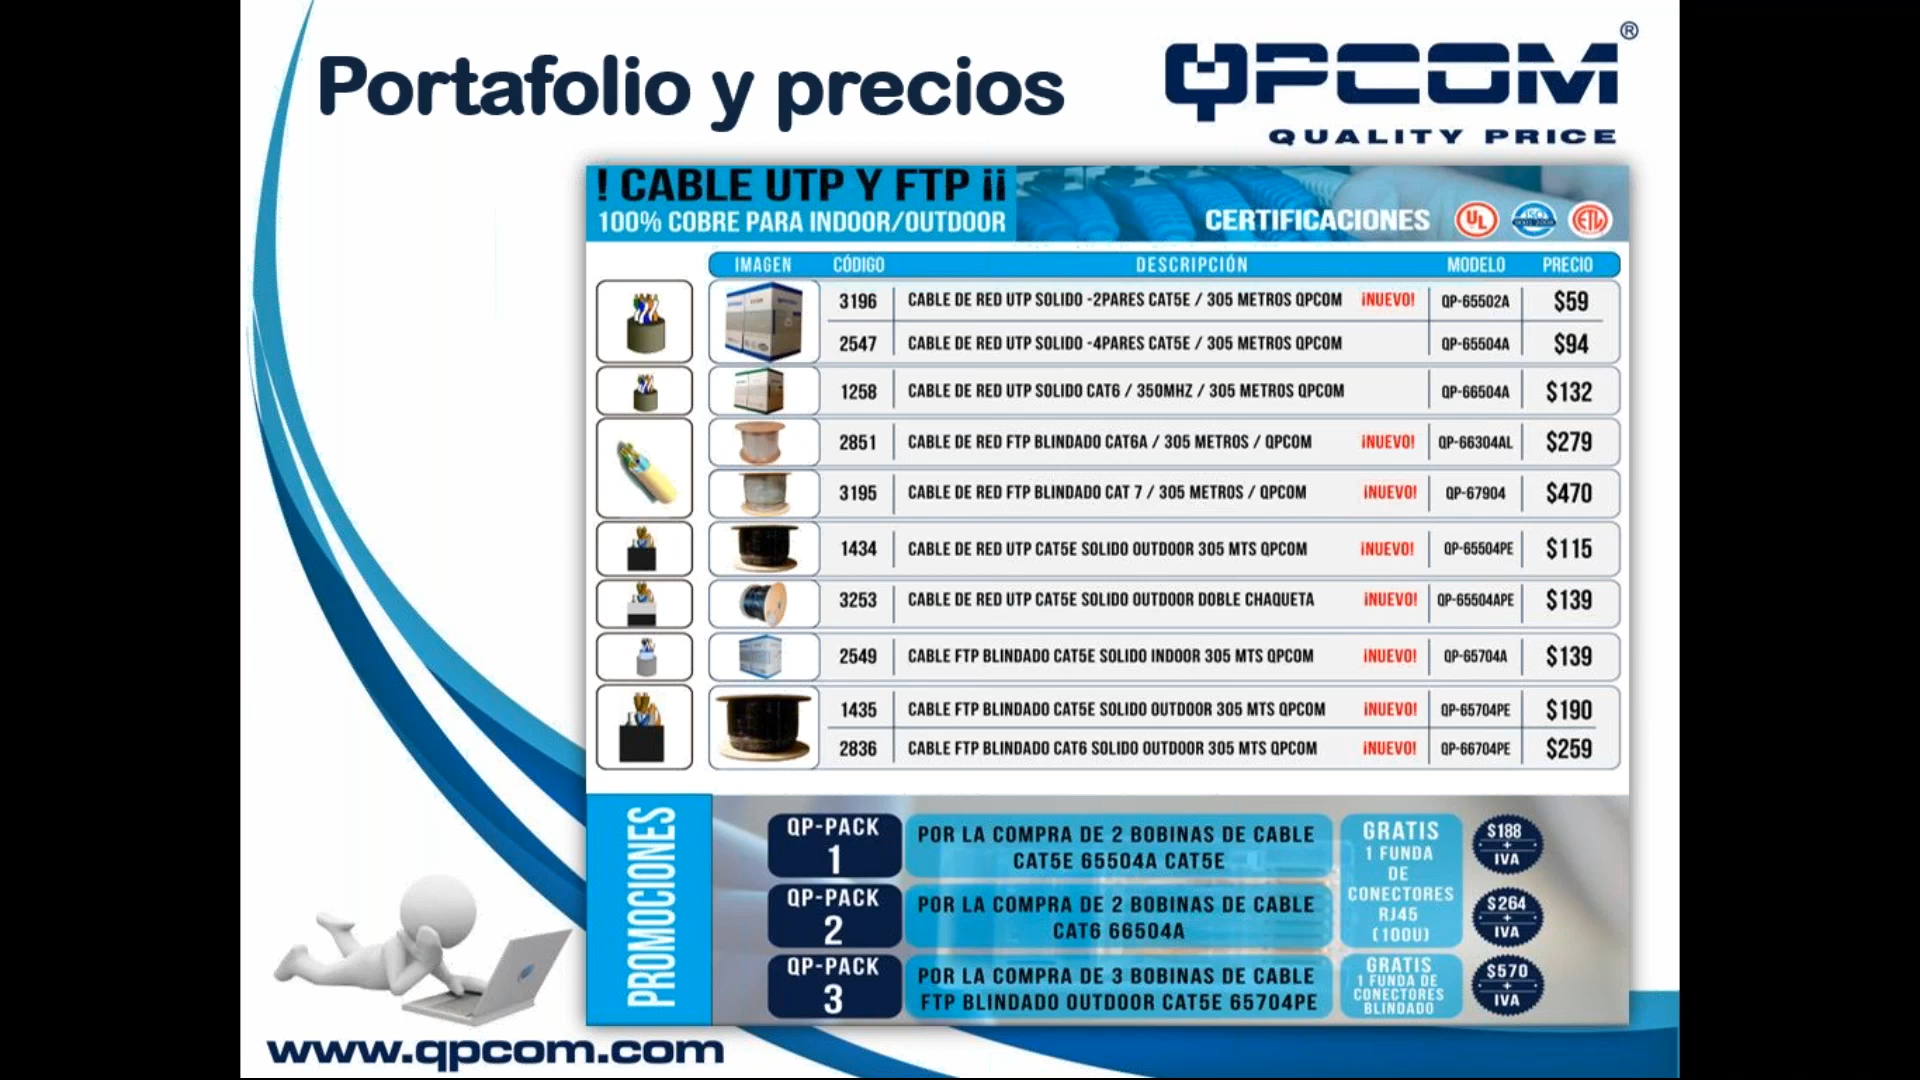 Portafolio y precios
QPCOM®
QUALITY PRICE
! CABLE UTP Y FTP ¡¡
100% COBRE PARA INDOOR/OUTDOOR
CERTIFICACIONES
UL
ISO
ETL
IMAGEN CÓDIGO DESCRIPCIÓN MODELO PRECIO
3196 CABLE DE RED UTP SOLIDO -2PARES CAT5E / 305 METROS QPCOM ¡NUEVO! QP-65502A $59
2547 CABLE DE RED UTP SOLIDO -4PARES CAT5E / 305 METROS QPCOM QP-65504A $94
1258 CABLE DE RED UTP SOLIDO CAT6 / 350MHZ / 305 METROS QPCOM QP-66504A $132
2851 CABLE DE RED FTP BLINDADO CAT6A / 305 METROS / QPCOM ¡NUEVO! QP-66304AL $279
3195 CABLE DE RED FTP BLINDADO CAT 7 / 305 METROS / QPCOM ¡NUEVO! QP-67904 $470
1434 CABLE DE RED UTP CAT5E SOLIDO OUTDOOR 305 MTS QPCOM ¡NUEVO! QP-65504PE $115
3253 CABLE DE RED UTP CAT5E SOLIDO OUTDOOR DOBLE CHAQUETA ¡NUEVO! QP-65504APE $139
2549 CABLE FTP BLINDADO CAT5E SOLIDO INDOOR 305 MTS QPCOM ¡NUEVO! QP-65704A $139
1435 CABLE FTP BLINDADO CAT5E SOLIDO OUTDOOR 305 MTS QPCOM ¡NUEVO! QP-65704PE $190
2836 CABLE FTP BLINDADO CAT6 SOLIDO OUTDOOR 305 MTS QPCOM ¡NUEVO! QP-66704PE $259
PROMOCIONES
QP-PACK
1
POR LA COMPRA DE 2 BOBINAS DE CABLE
CAT5E 65504A CAT5E
QP-PACK
2
POR LA COMPRA DE 2 BOBINAS DE CABLE
CAT6 66504A
GRATIS
1 FUNDA
DE
CONECTORES
RJ45
(100U)
$188
+
IVA
$264
+
IVA
QP-PACK
3
POR LA COMPRA DE 3 BOBINAS DE CABLE
FTP BLINDADO OUTDOOR CAT5E 65704PE
GRATIS
1 FUNDA DE
CONECTORES
BLINDADO
$570
+
IVA
www.qpcom.com